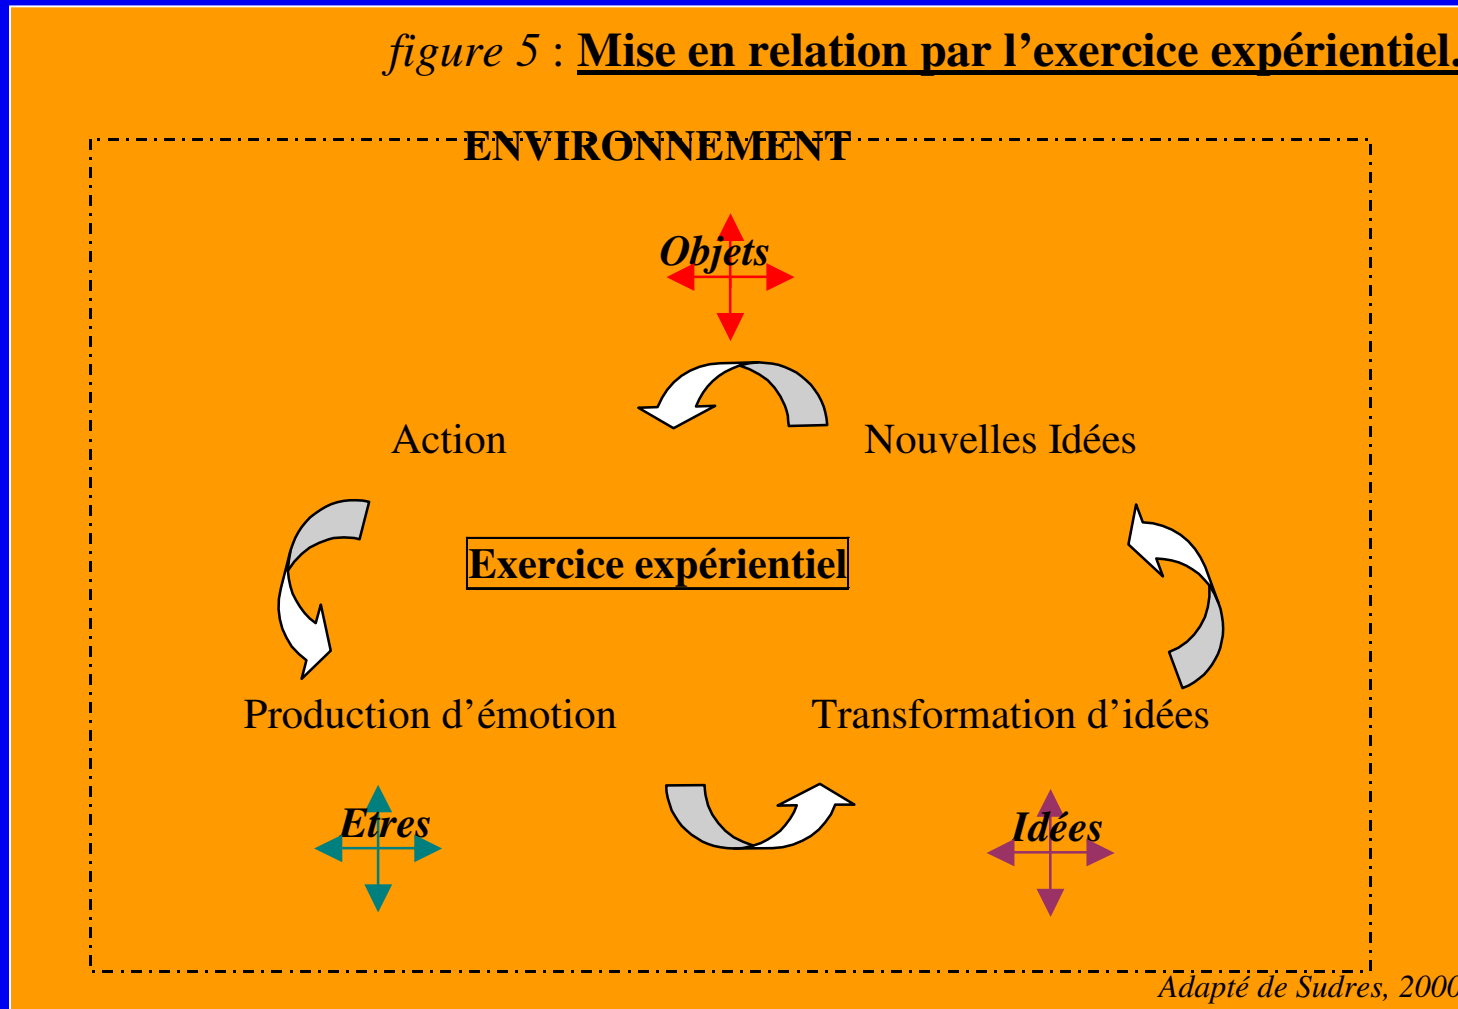 figure 5 : Mise en relation par l’exercice expérientiel.
ENVIRONNEMENT
Objets
Action
Nouvelles Idées
Exercice expérientiel
Production d’émotion
Transformation d’idées
Etres
Idées
Adapté de Sudres, 2000